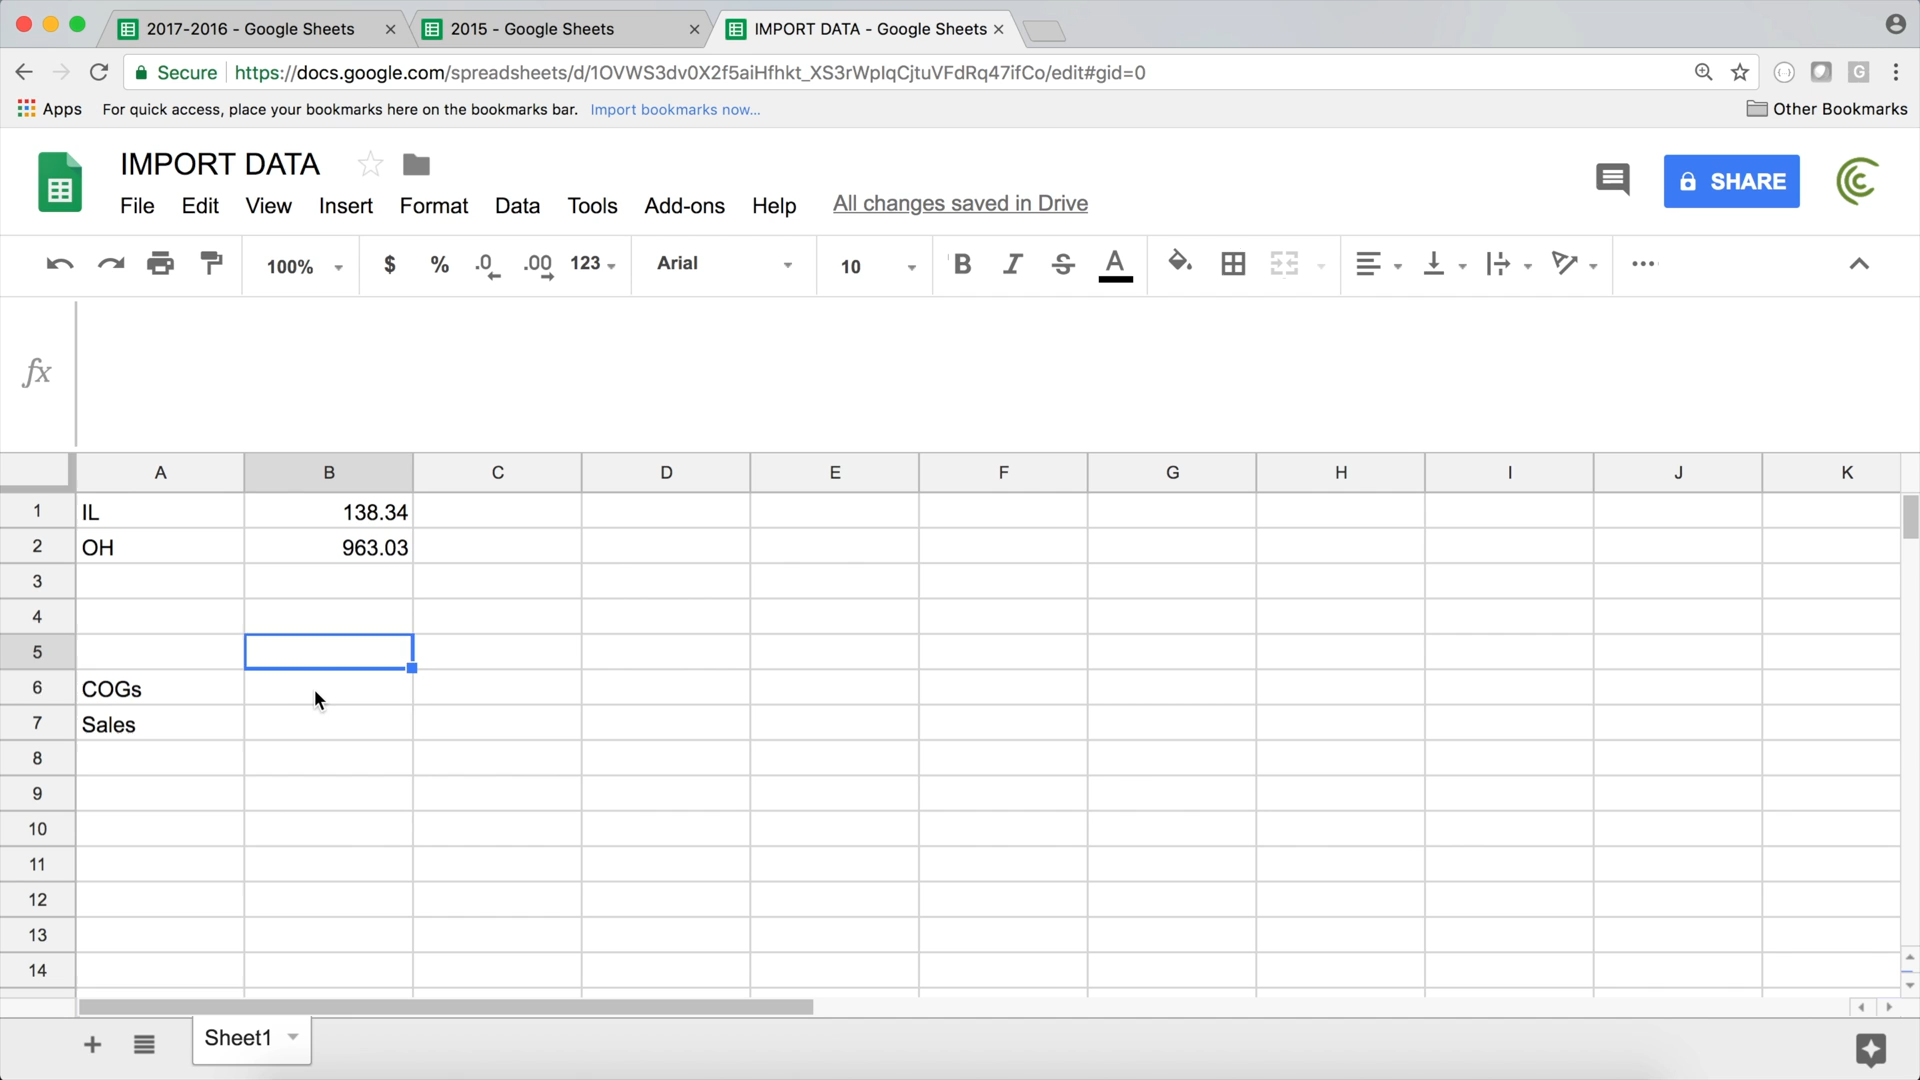 2017-2016 - Google Sheets 2015 - Google Sheets IMPORT DATA - Google Sheets
Secure https://docs.google.com/spreadsheets/d/1OVWS3dv0X2f5aiHfhkt_XS3rWplqCjtuVFdRq47ifCo/edit#gid=0
Apps For quick access, place your bookmarks here on the bookmarks bar. Import bookmarks now... Other Bookmarks
IMPORT DATA
File Edit View Insert Format Data Tools Add-ons Help All changes saved in Drive
SHARE
100% $ % .0 .00 123 Arial 10 B I S A
fx
A B C D E F G H I J K
1 IL 138.34
2 OH 963.03
3
4
5
6 COGs
7 Sales
8
9
10
11
12
13
14
Sheet1